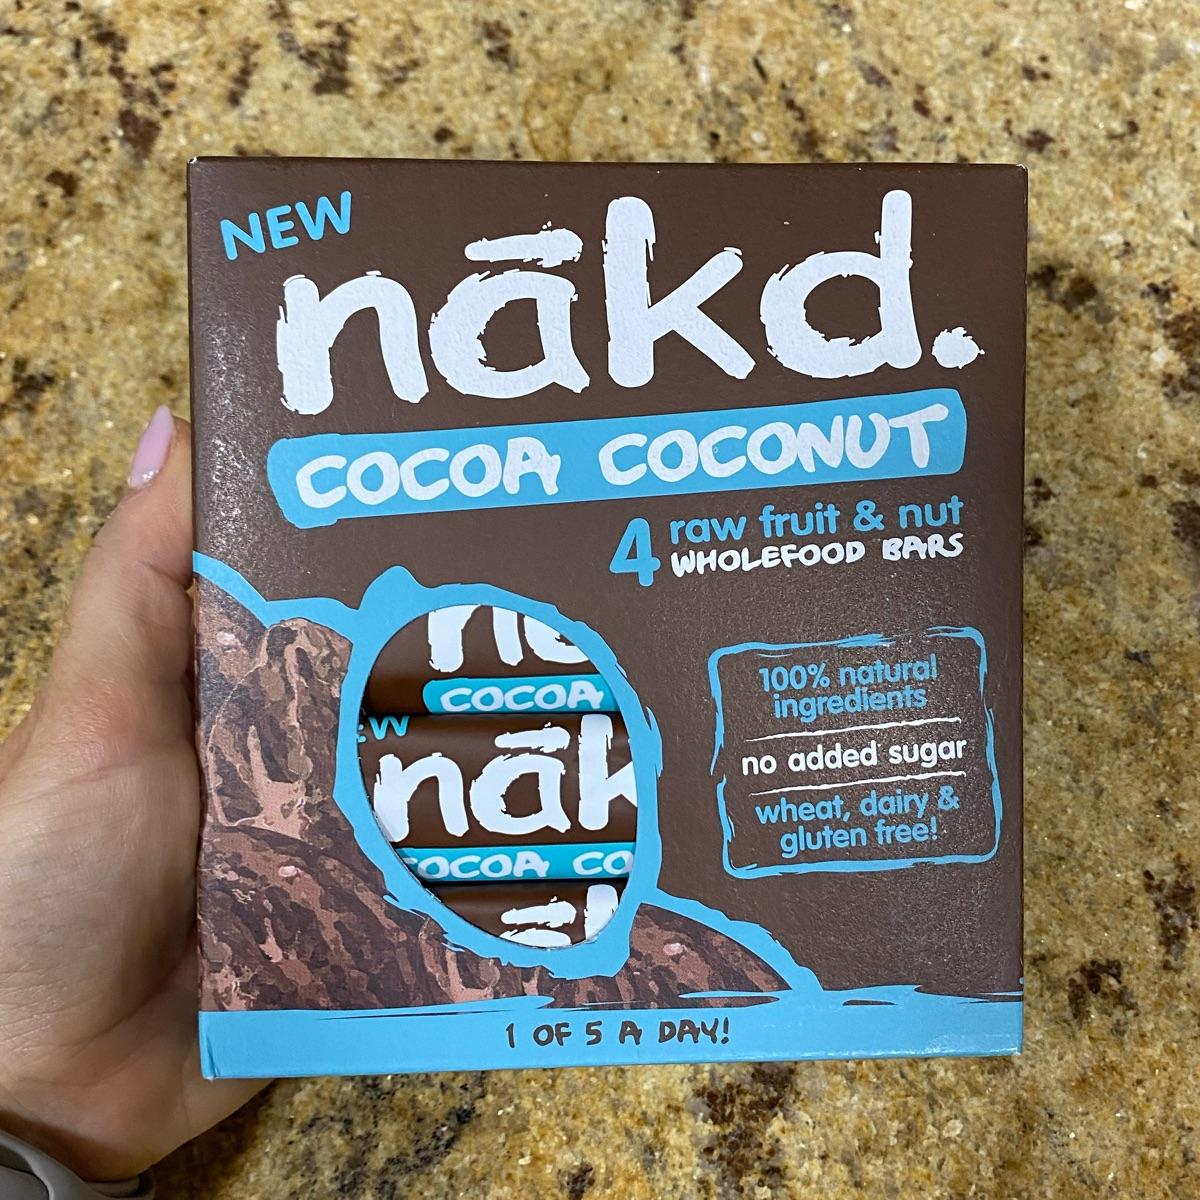 NEW
nākd.
COCOA COCONUT
4 raw fruit & nut
WHOLEFOOD BARS
100% natural
ingredients
no added sugar
wheat, dairy &
gluten free!
COCOA
nāk
COCOA CO
1 OF 5 A DAY!